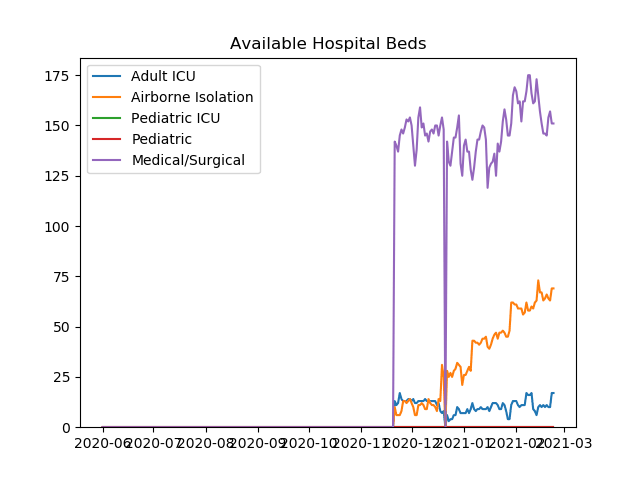 Available Hospital Beds
Adult ICU
Airborne Isolation
Pediatric ICU
Pediatric
Medical/Surgical
175
150
125
100
75
50
25
0
2020-06 2020-07 2020-08 2020-09 2020-10 2020-11 2020-12 2021-01 2021-02 2021-03